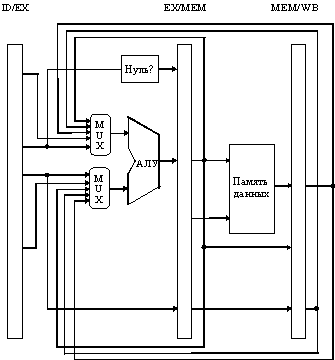 ID/EX
EX/MEM
MEM/WB
Нуль?
M
U
X
АЛУ
M
U
X
Память
данных